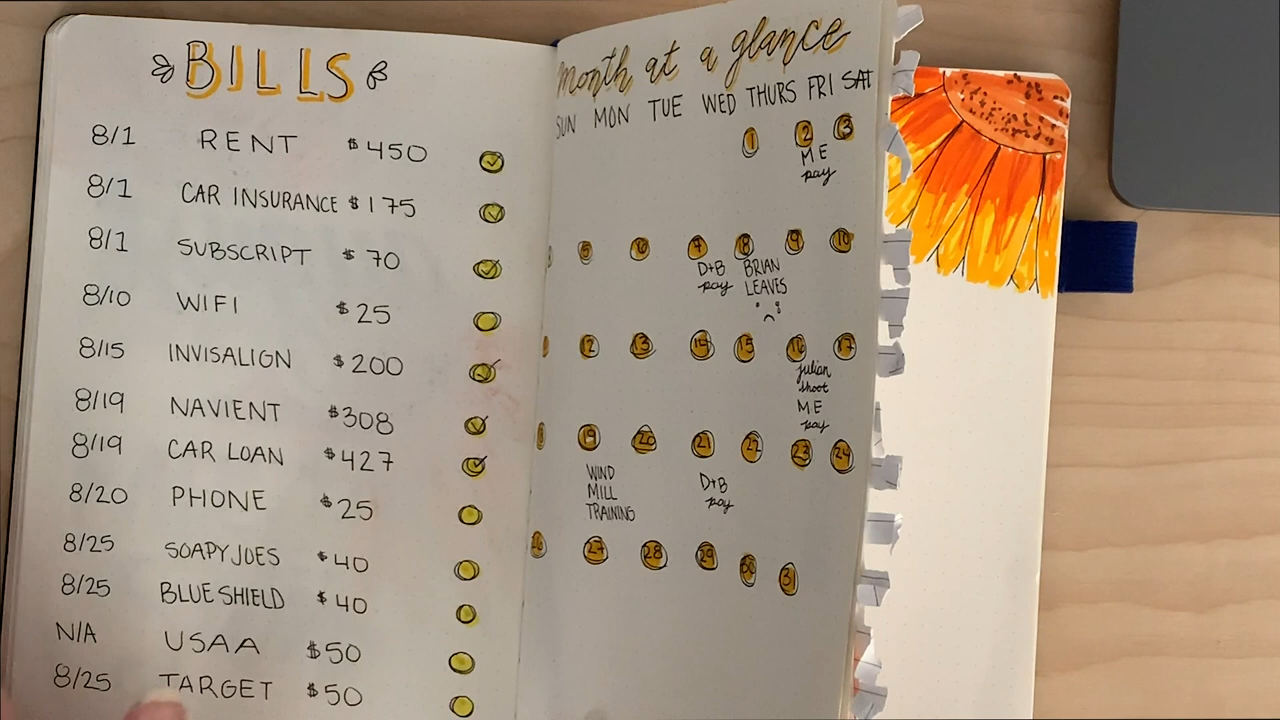 BILLS
8/1 RENT $450
8/1 CAR INSURANCE $175
8/1 SUBSCRIPT $70
8/10 WIFI $25
8/15 INVISALIGN $200
8/19 NAVIENT $308
8/19 CAR LOAN $427
8/20 PHONE $25
8/25 SOAPY JOES $40
8/25 BLUE SHIELD $40
N/A USAA $50
8/25 TARGET $50
month at a glance
SUN MON TUE WED THURS FRI SAT
1 2 3
ME
pay
5 6 7 8 9 10
D+B BRIAN
pay LEAVES
12 13 14 15 16 17
julian
shoot
ME
pay
19 20 21 22 23 24
WIND D+B
MILL pay
TRAINING
26 27 28 29 30 31